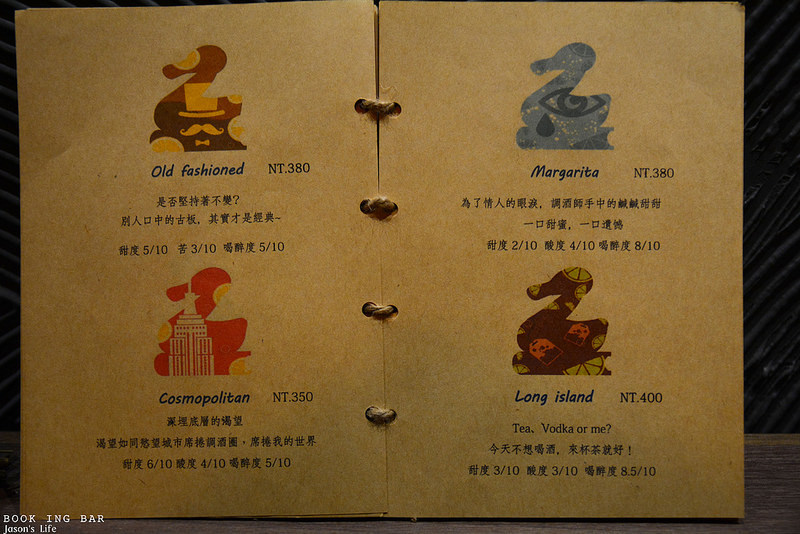 Old fashioned NT.380
是否堅持著不變?
別人口中的古板，其實才是經典~
甜度 5/10 苦 3/10 喝醉度 5/10
Cosmopolitan NT.350
深埋底層的渴望
渴望如同慾望城市席捲調酒圈，席捲我的世界
甜度 6/10 酸度 4/10 喝醉度 5/10
Margarita NT.380
為了情人的眼淚，調酒師手中的鹹鹹甜甜
一口甜蜜，一口遺憾
甜度 2/10 酸度 4/10 喝醉度 8/10
Long island NT.400
Tea、Vodka or me?
今天不想喝酒，來杯茶就好！
甜度 3/10 酸度 3/10 喝醉度 8.5/10
BOOK ING BAR
Jason's Life